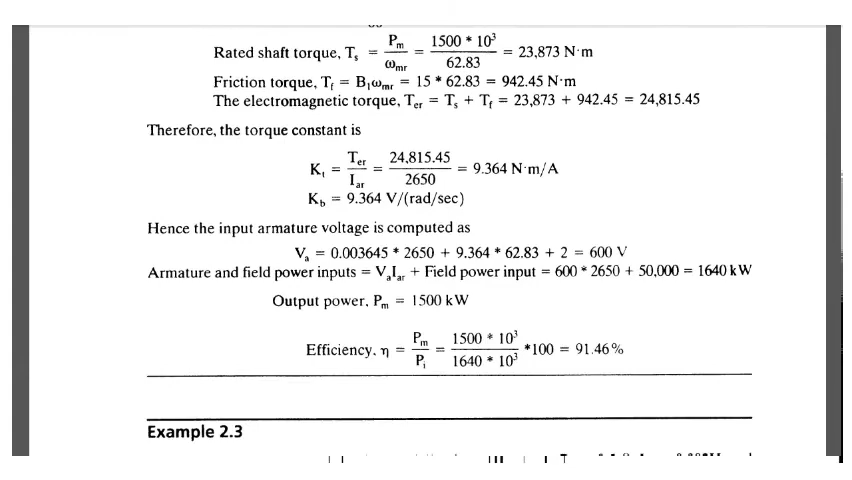 Rated shaft torque, Tₛ = Pₘ / ωₘᵣ = 1500 * 10³ / 62.83 = 23,873 N·m
Friction torque, T_f = B₁ωₘᵣ = 15 * 62.83 = 942.45 N·m
The electromagnetic torque, Tₑᵣ = Tₛ + T_f = 23,873 + 942.45 = 24,815.45
Therefore, the torque constant is
Kₜ = Tₑᵣ / Iₐᵣ = 24,815.45 / 2650 = 9.364 N·m/A
K_b = 9.364 V/(rad/sec)
Hence the input armature voltage is computed as
Vₐ = 0.003645 * 2650 + 9.364 * 62.83 + 2 = 600 V
Armature and field power inputs = VₐIₐᵣ + Field power input = 600 * 2650 + 50,000 = 1640 kW
Output power, Pₘ = 1500 kW
Efficiency, η = Pₘ / Pᵢ = 1500 * 10³ / 1640 * 10³ *100 = 91.46%
Example 2.3